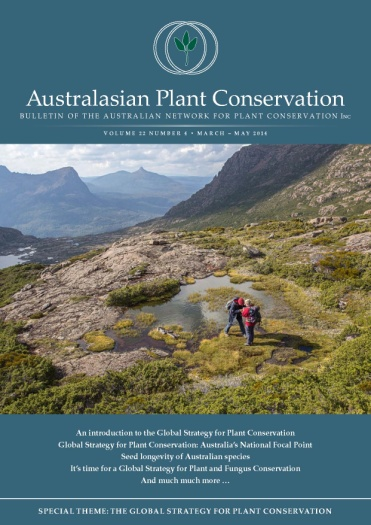 Australasian Plant Conservation
BULLETIN OF THE AUSTRALIAN NETWORK FOR PLANT CONSERVATION Inc
VOLUME 32 NUMBER 4 • MARCH – MAY 2024
An introduction to the Global Strategy for Plant Conservation
Global Strategy for Plant Conservation: Australia's National Focal Point
Seed longevity of Australian species
It's time for a Global Strategy for Plant and Fungus Conservation
And much much more …
SPECIAL THEME: THE GLOBAL STRATEGY FOR PLANT CONSERVATION